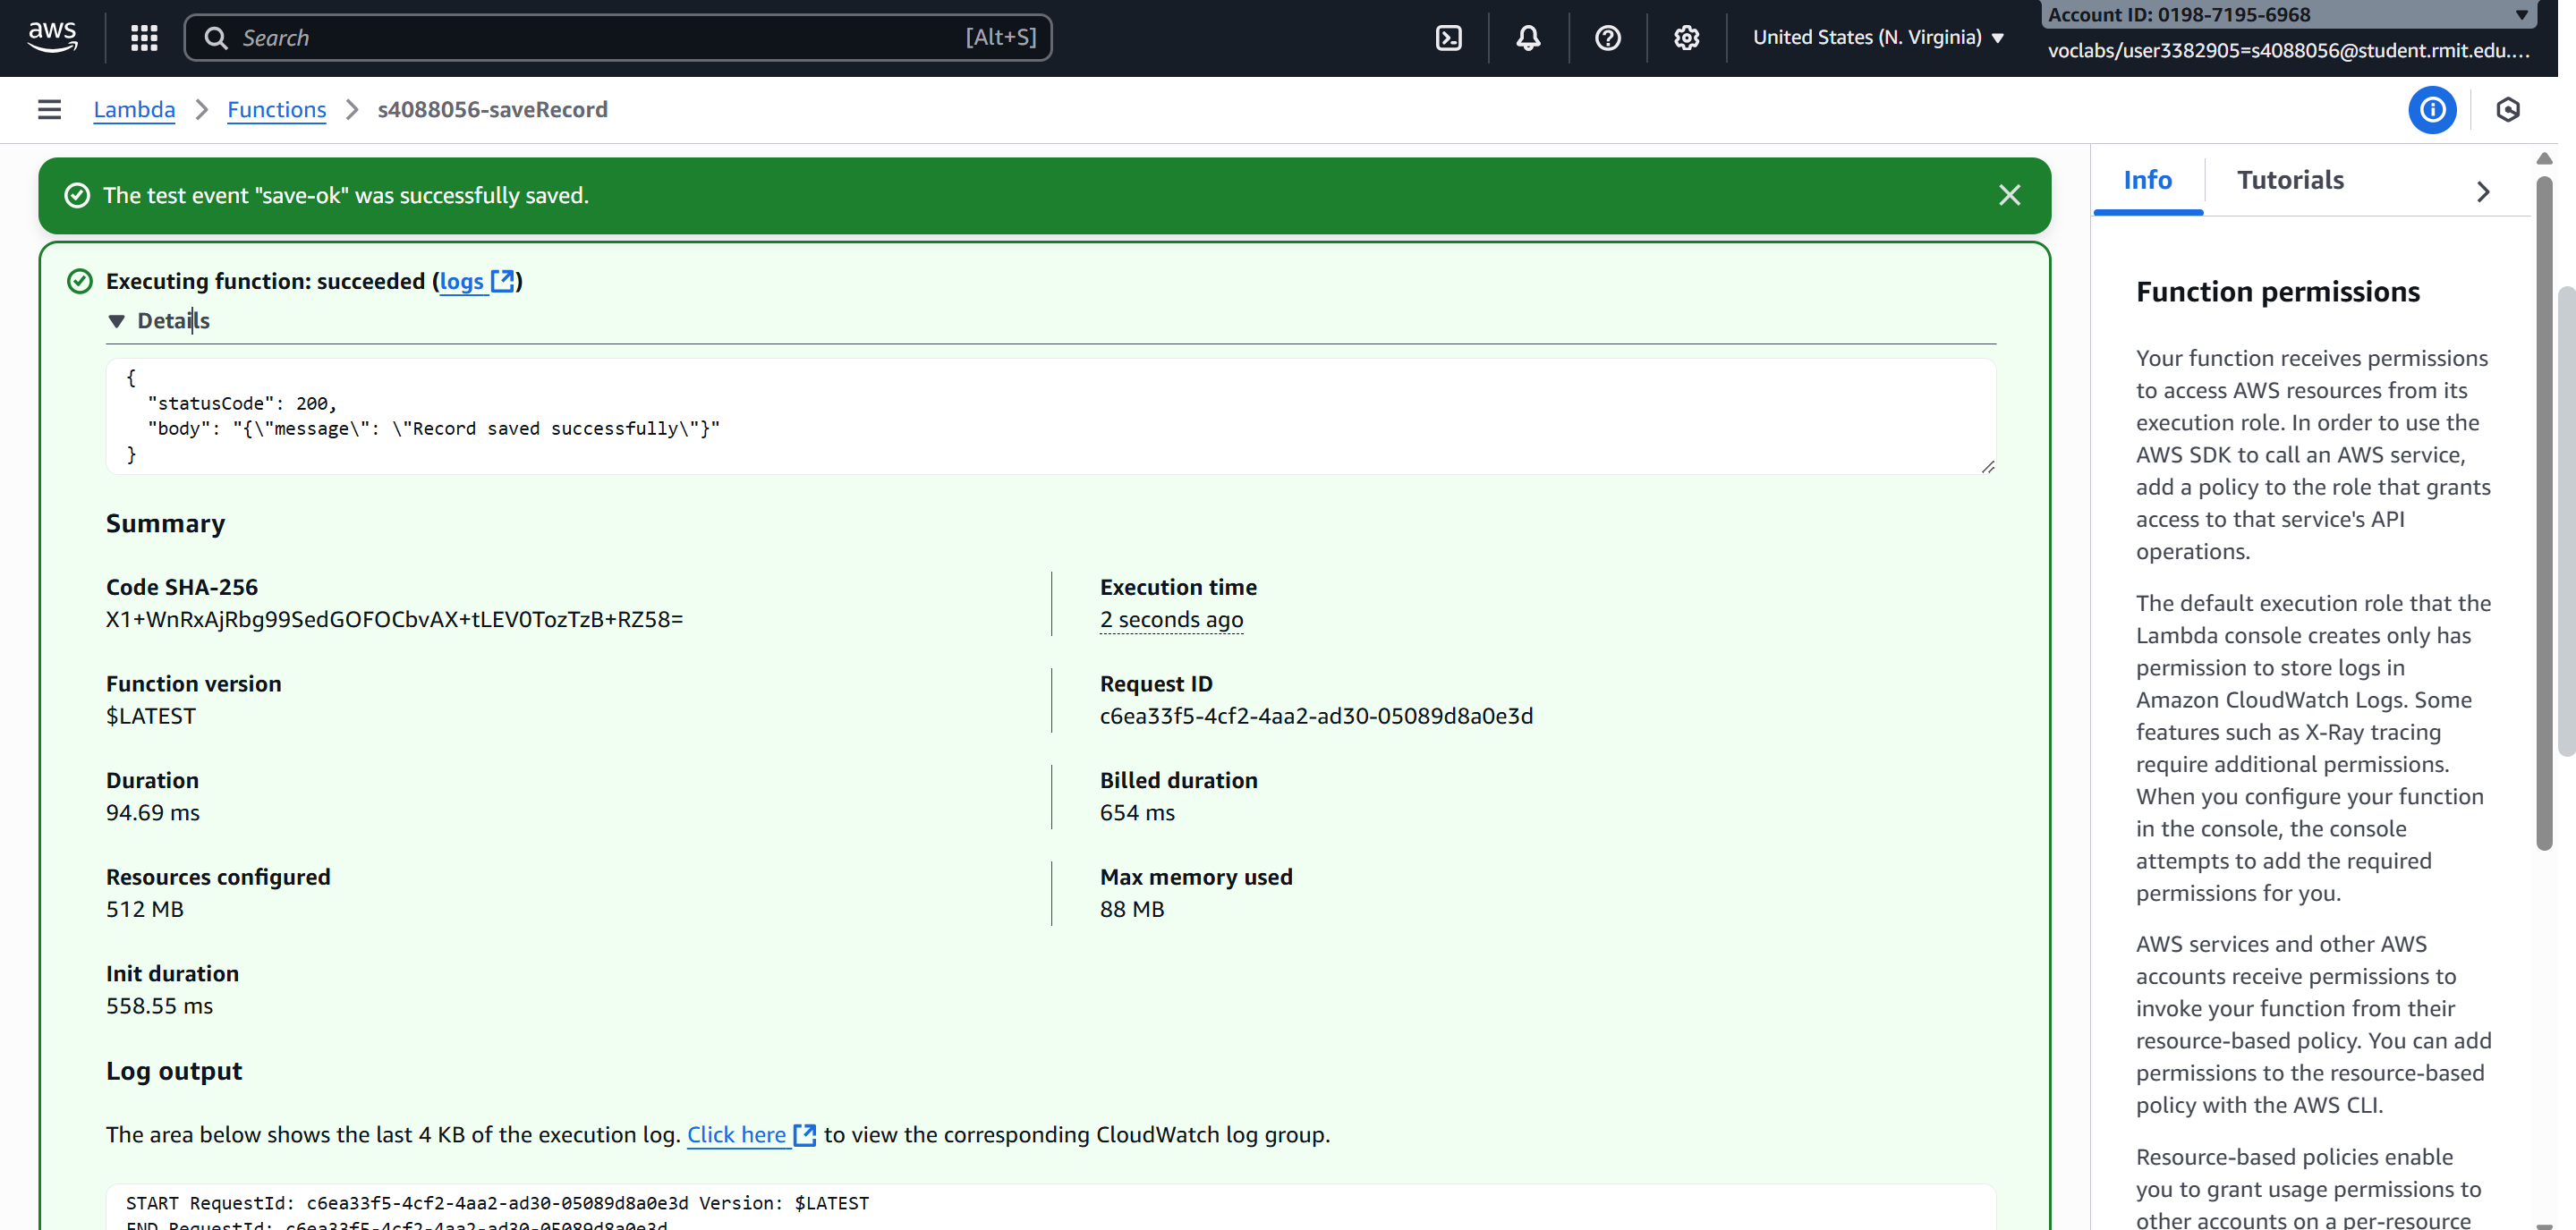 aws
Search
[Alt+S]
United States (N. Virginia)
Account ID: 0198-7195-6968
voclabs/user3382905=s4088056@student.rmit.edu....
Lambda
Functions
s4088056-saveRecord
The test event "save-ok" was successfully saved.
Executing function: succeeded (logs)
Details
{
"statusCode": 200,
"body": "{\"message\": \"Record saved successfully\"}"
}
Summary
Code SHA-256
X1+WnRxAjRbg99SedGOFOCbvAX+tLEV0TozTzB+RZ58=
Execution time
2 seconds ago
Function version
$LATEST
Request ID
c6ea33f5-4cf2-4aa2-ad30-05089d8a0e3d
Duration
94.69 ms
Billed duration
654 ms
Resources configured
512 MB
Max memory used
88 MB
Init duration
558.55 ms
Log output
The area below shows the last 4 KB of the execution log. Click here to view the corresponding CloudWatch log group.
START RequestId: c6ea33f5-4cf2-4aa2-ad30-05089d8a0e3d Version: $LATEST
END RequestId: c6ea33f5-4cf2-4aa2-ad30-05089d8a0e3d
Info
Tutorials
Function permissions
Your function receives permissions
to access AWS resources from its
execution role. In order to use the
AWS SDK to call an AWS service,
add a policy to the role that grants
access to that service's API
operations.
The default execution role that the
Lambda console creates only has
permission to store logs in
Amazon CloudWatch Logs. Some
features such as X-Ray tracing
require additional permissions.
When you configure your function
in the console, the console
attempts to add the required
permissions for you.
AWS services and other AWS
accounts receive permissions to
invoke your function from their
resource-based policy. You can add
permissions to the resource-based
policy with the AWS CLI.
Resource-based policies enable
you to grant usage permissions to
other accounts on a per-resource